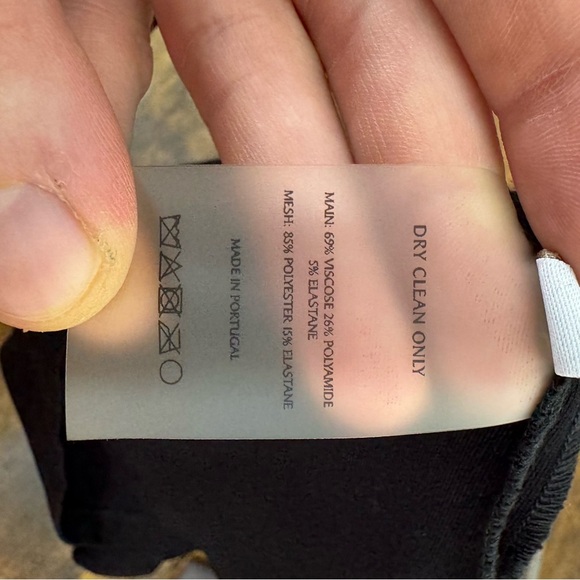 DRY CLEAN ONLY
MAIN: 69% VISCOSE 26% POLYAMIDE
5% ELASTANE
MESH: 85% POLYESTER 15% ELASTANE
MADE IN PORTUGAL